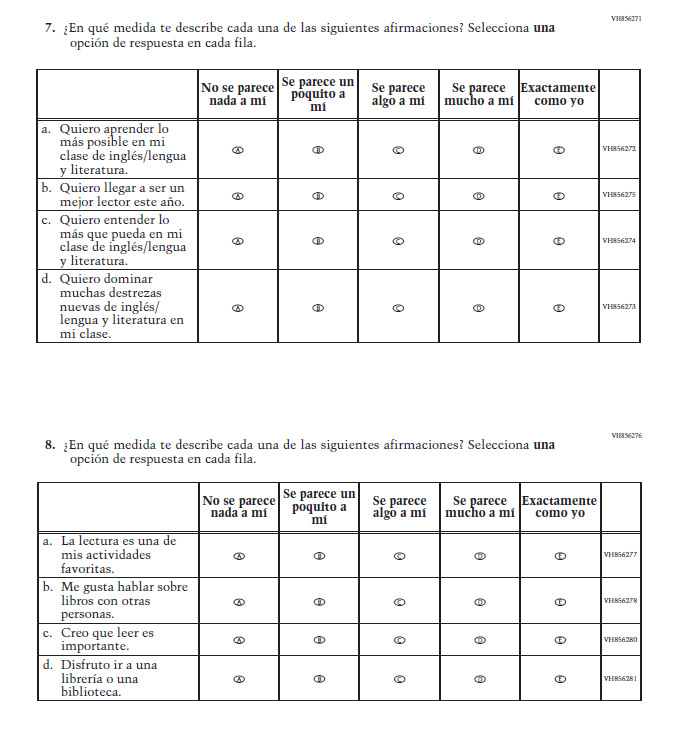 VH856271
7. ¿En qué medida te describe cada una de las siguientes afirmaciones? Selecciona una
opción de respuesta en cada fila.
No se parece nada a mí
Se parece un poquito a mí
Se parece algo a mí
Se parece mucho a mí
Exactamente como yo
a. Quiero aprender lo
más posible en mi
clase de inglés/lengua
y literatura.
A B C D E VH856272
b. Quiero llegar a ser un
mejor lector este año.
A B C D E VH856275
c. Quiero entender lo
más que pueda en mi
clase de inglés/lengua
y literatura.
A B C D E VH856274
d. Quiero dominar
muchas destrezas
nuevas de inglés/
lengua y literatura en
mi clase.
A B C D E VH856273
VH856276
8. ¿En qué medida te describe cada una de las siguientes afirmaciones? Selecciona una
opción de respuesta en cada fila.
No se parece nada a mí
Se parece un poquito a mí
Se parece algo a mí
Se parece mucho a mí
Exactamente como yo
a. La lectura es una de
mis actividades
favoritas.
A B C D E VH856277
b. Me gusta hablar sobre
libros con otras
personas.
A B C D E VH856278
c. Creo que leer es
importante.
A B C D E VH856280
d. Disfruto ir a una
librería o una
biblioteca.
A B C D E VH856281